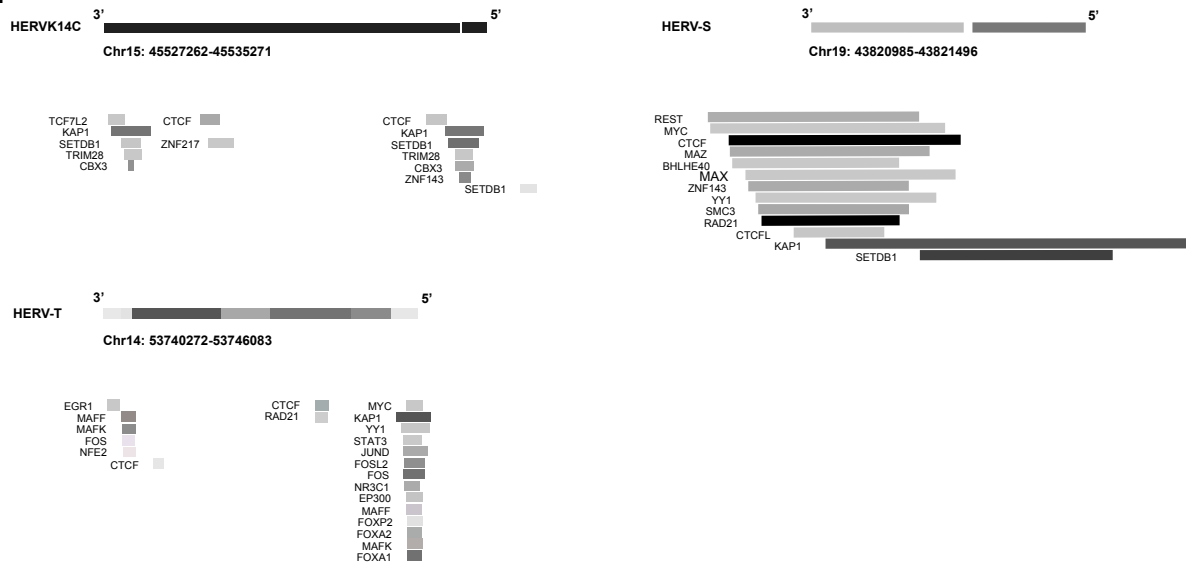 3’ 5’
HERVK14C
Chr15: 45527262-45535271
TCF7L2
KAP1
SETDB1
TRIM28
CBX3
CTCF
ZNF217
CTCF
KAP1
SETDB1
TRIM28
CBX3
ZNF143
SETDB1
3’ 5’
HERV-S
Chr19: 43820985-43821496
REST
MYC
CTCF
MAZ
BHLHE40
MAX
ZNF143
YY1
SMC3
RAD21
CTCFL
KAP1
SETDB1
3’ 5’
HERV-T
Chr14: 53740272-53746083
EGR1
MAFF
MAFK
FOS
NFE2
CTCF
CTCF
RAD21
MYC
KAP1
YY1
STAT3
JUND
FOSL2
FOS
NR3C1
EP300
MAFF
FOXP2
FOXA2
MAFK
FOXA1